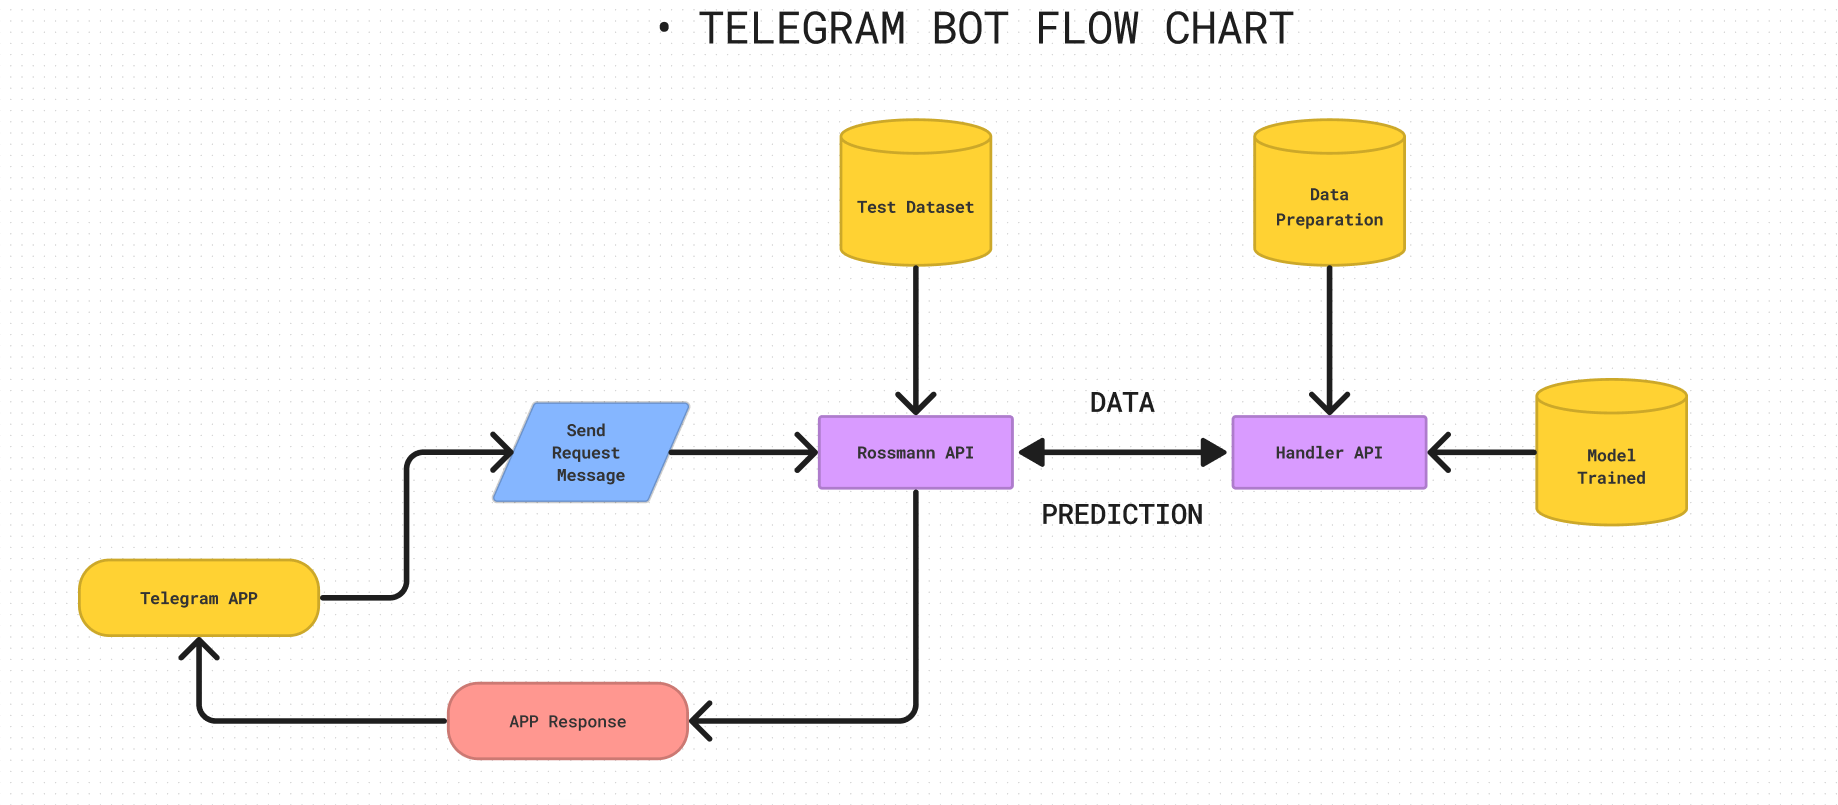 • TELEGRAM BOT FLOW CHART
Test Dataset
Data
Preparation
DATA
Send
Request
Message
Rossmann API
Handler API
Model
Trained
PREDICTION
Telegram APP
APP Response